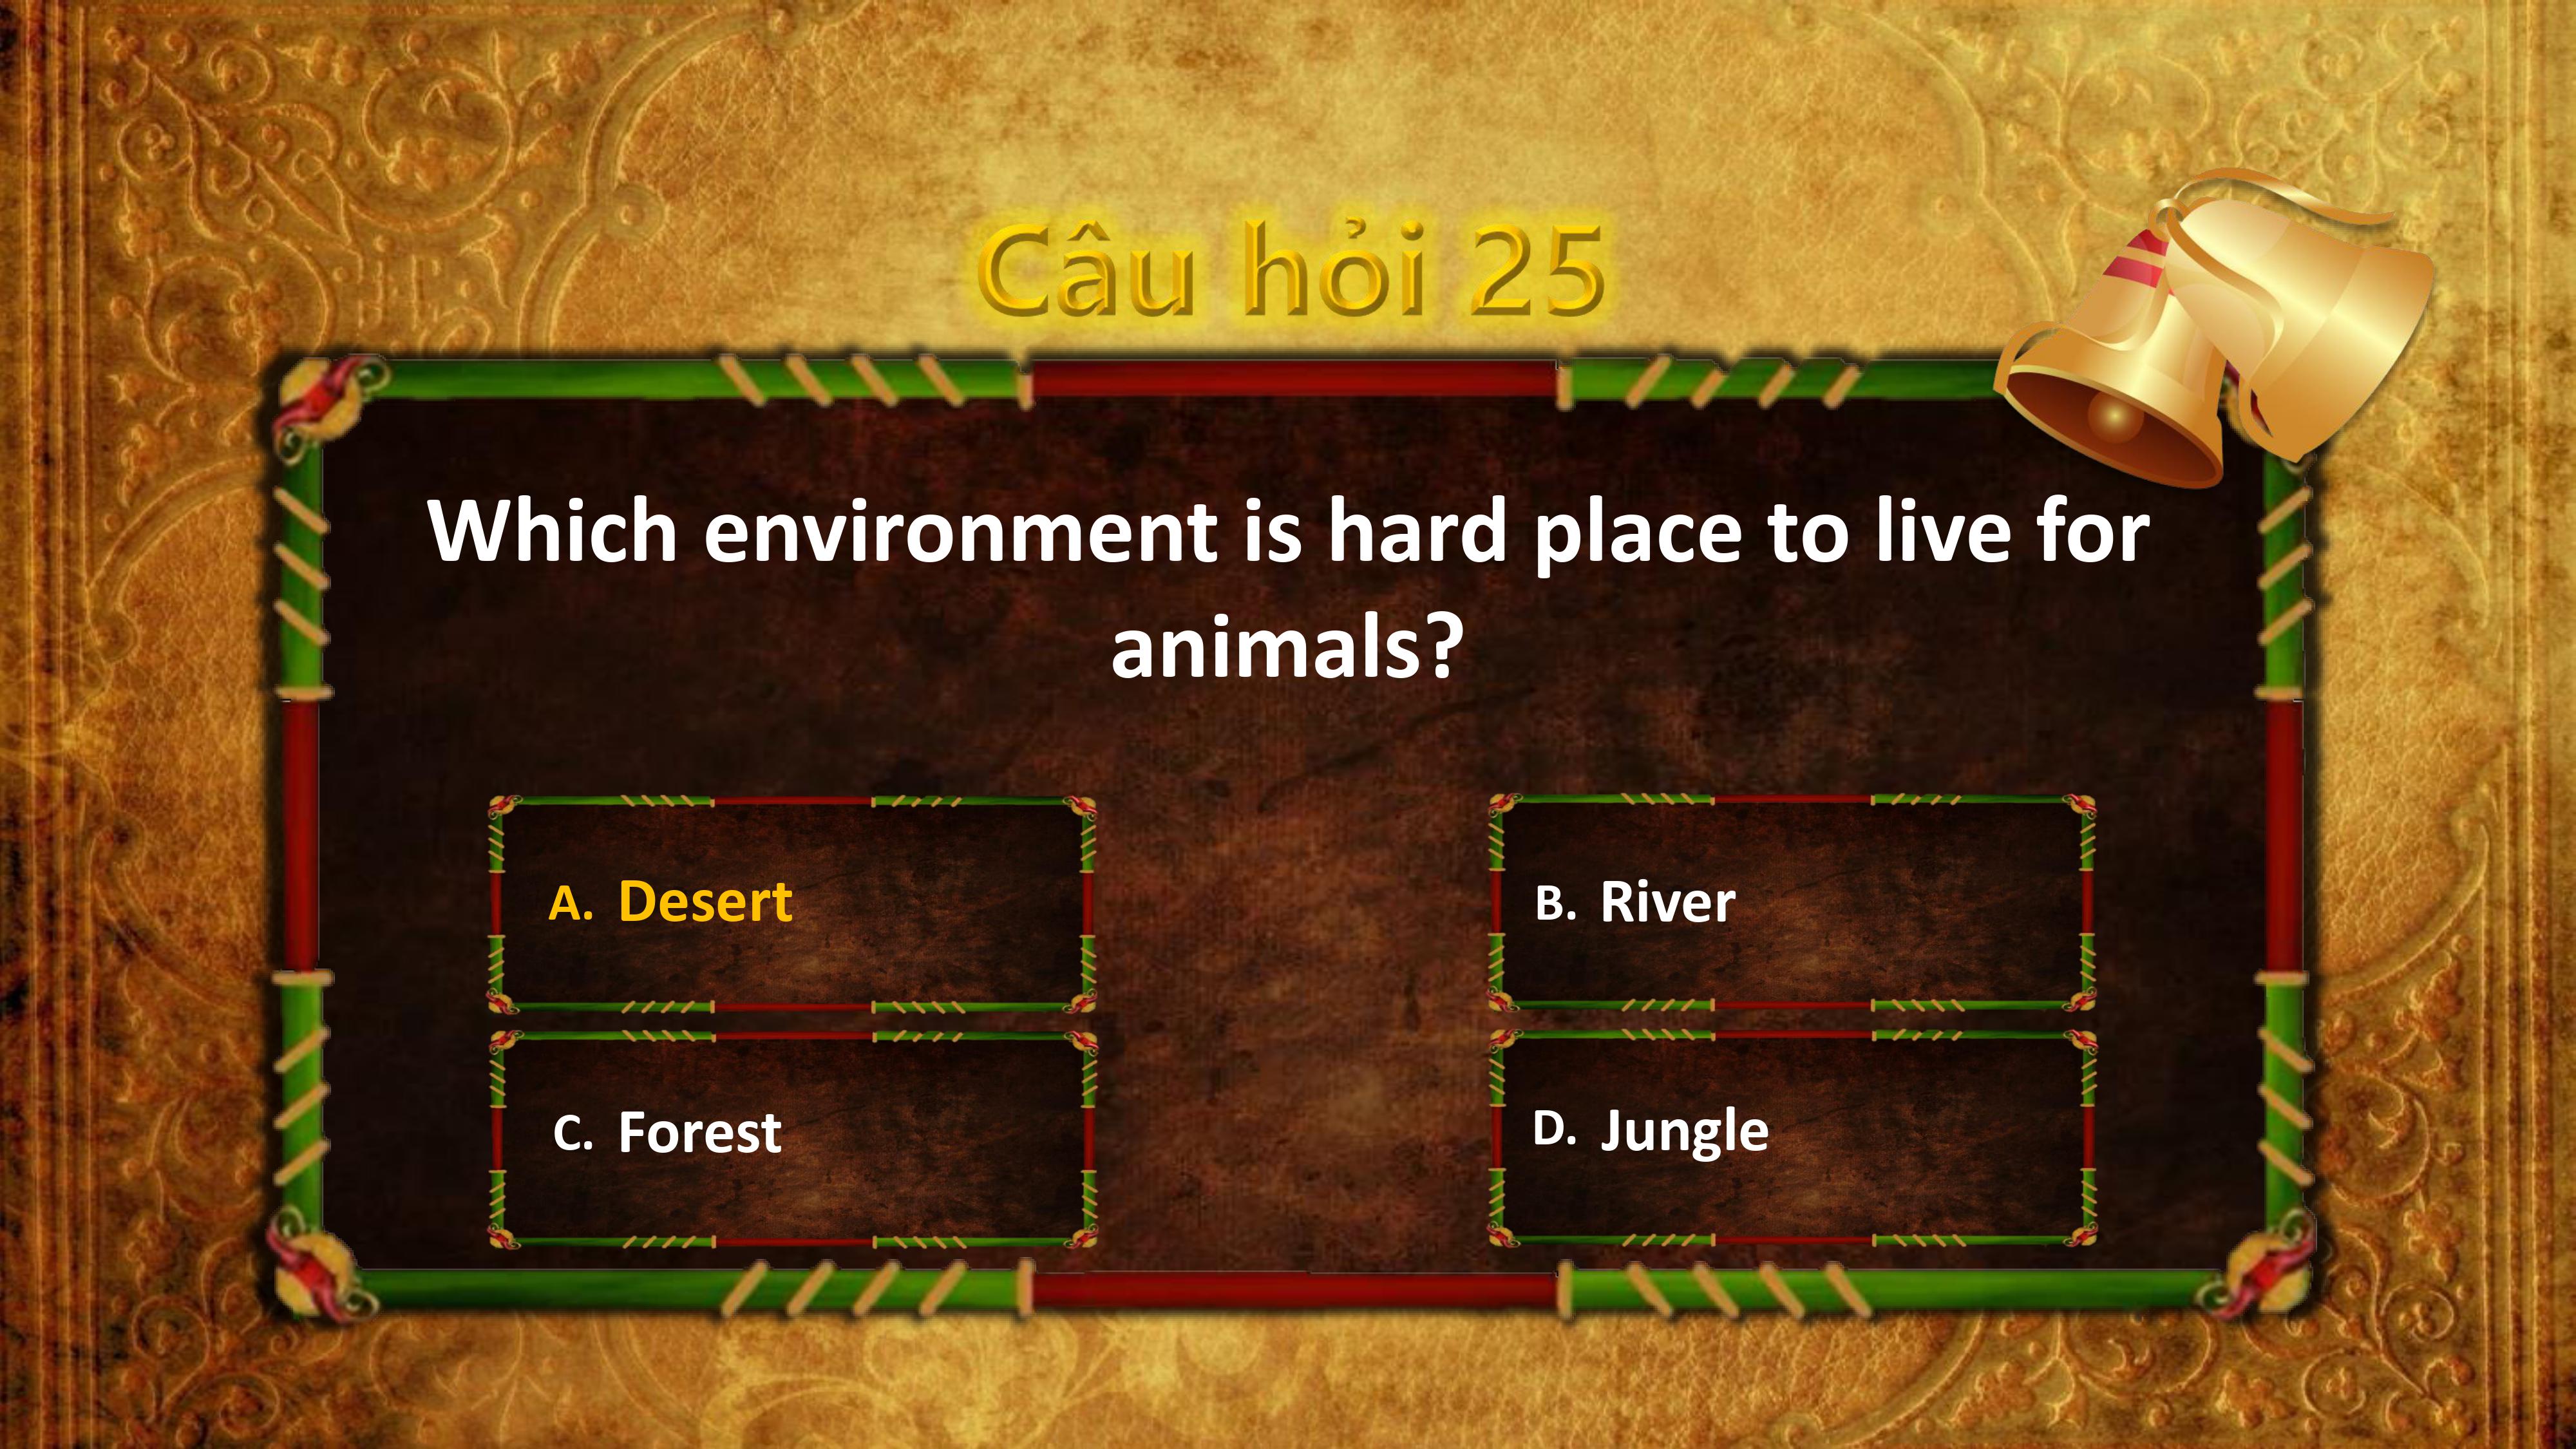 Câu hỏi 25
Which environment is hard place to live for
animals?
A. Desert
B. River
C. Forest
D. Jungle